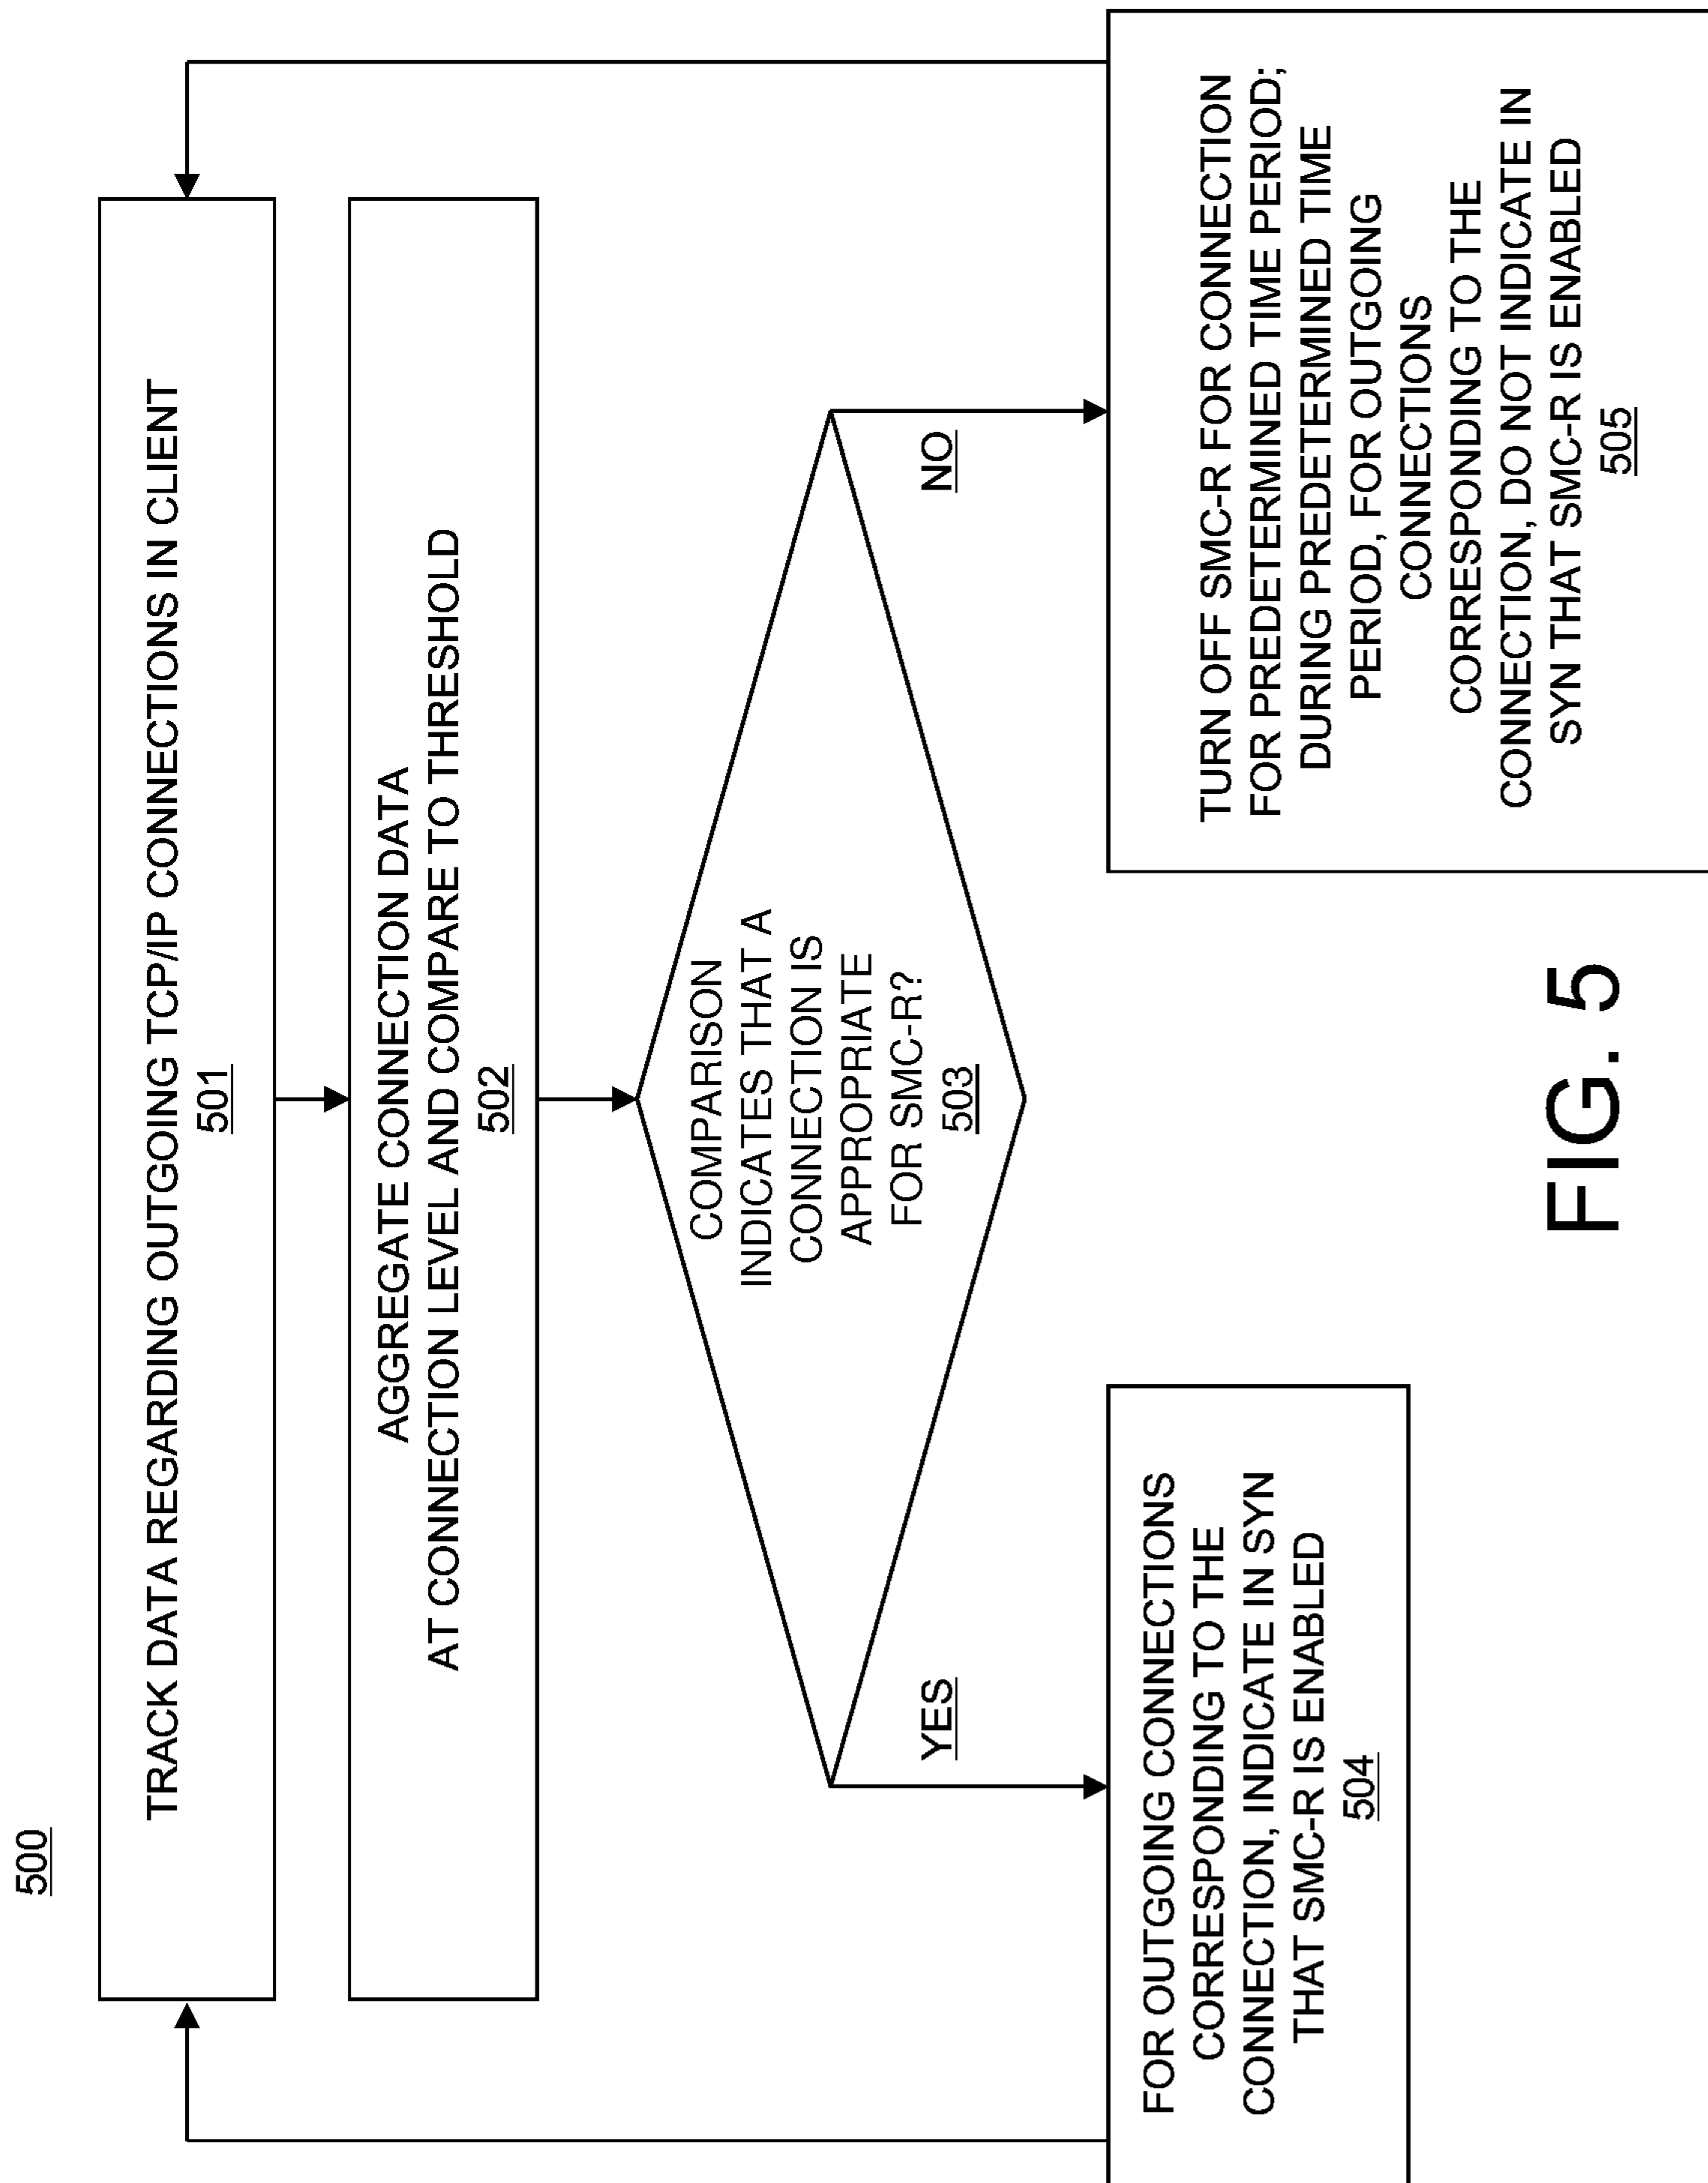 500
TRACK DATA REGARDING OUTGOING TCP/IP CONNECTIONS IN CLIENT
501
AGGREGATE CONNECTION DATA
AT CONNECTION LEVEL AND COMPARE TO THRESHOLD
502
COMPARISON
INDICATES THAT A
CONNECTION IS
APPROPRIATE
FOR SMC-R?
503
YES
NO
FOR OUTGOING CONNECTIONS
CORRESPONDING TO THE
CONNECTION, INDICATE IN SYN
THAT SMC-R IS ENABLED
504
TURN OFF SMC-R FOR CONNECTION
FOR PREDETERMINED TIME PERIOD;
DURING PREDETERMINED TIME
PERIOD, FOR OUTGOING
CONNECTIONS
CORRESPONDING TO THE
CONNECTION, DO NOT INDICATE IN
SYN THAT SMC-R IS ENABLED
505
FIG. 5